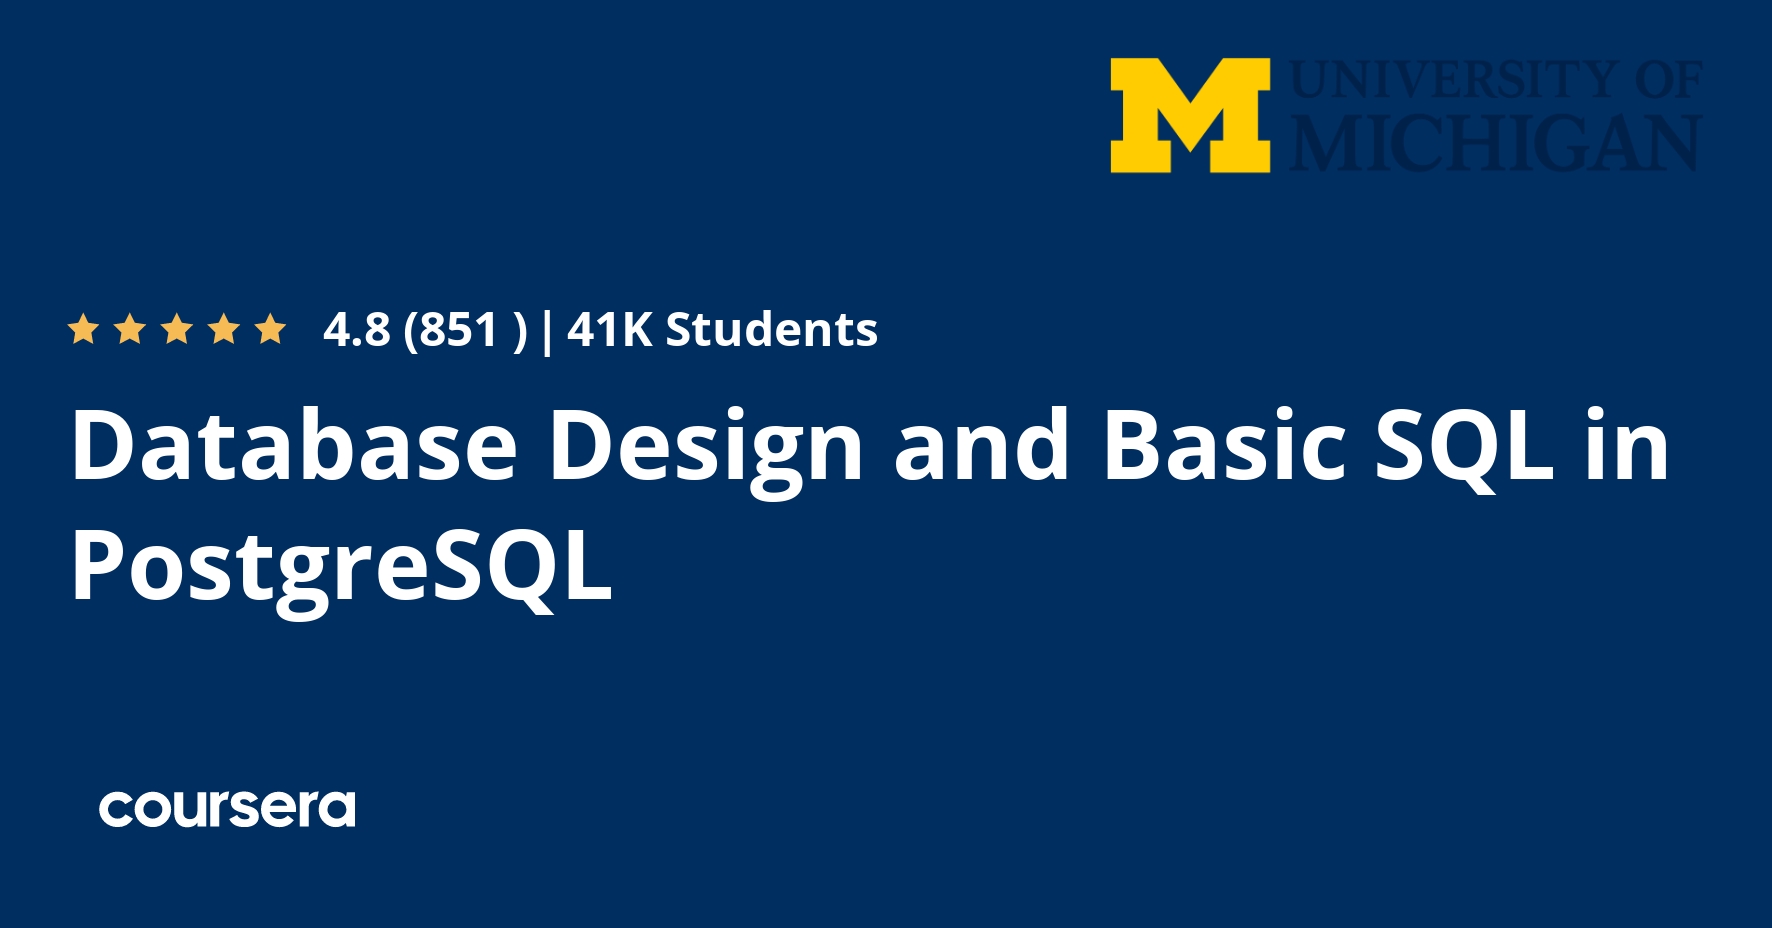 UNIVERSITY OF
MICHIGAN
4.8 (851 ) | 41K Students
Database Design and Basic SQL in
PostgreSQL
coursera